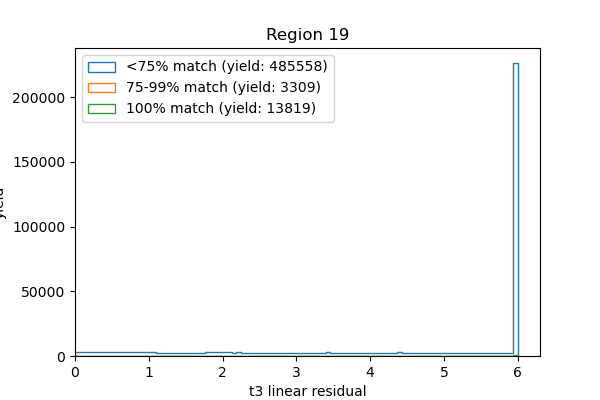 Region 19
<75% match (yield: 485558)
75-99% match (yield: 3309)
100% match (yield: 13819)
200000
150000
100000
50000
0
0 1 2 3 4 5 6
t3 linear residual